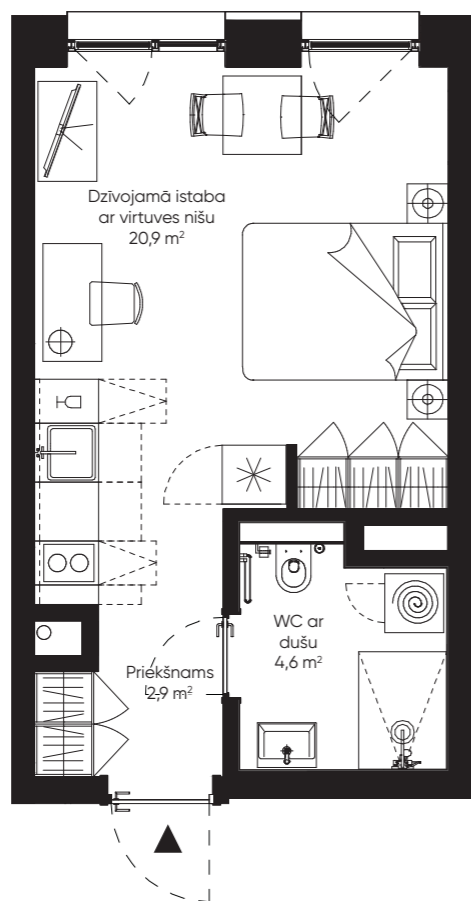 Dzīvojamā istaba
ar virtuves nišu
20,9 m²
WC ar
dušu
4,6 m²
Priekšnams
2,9 m²